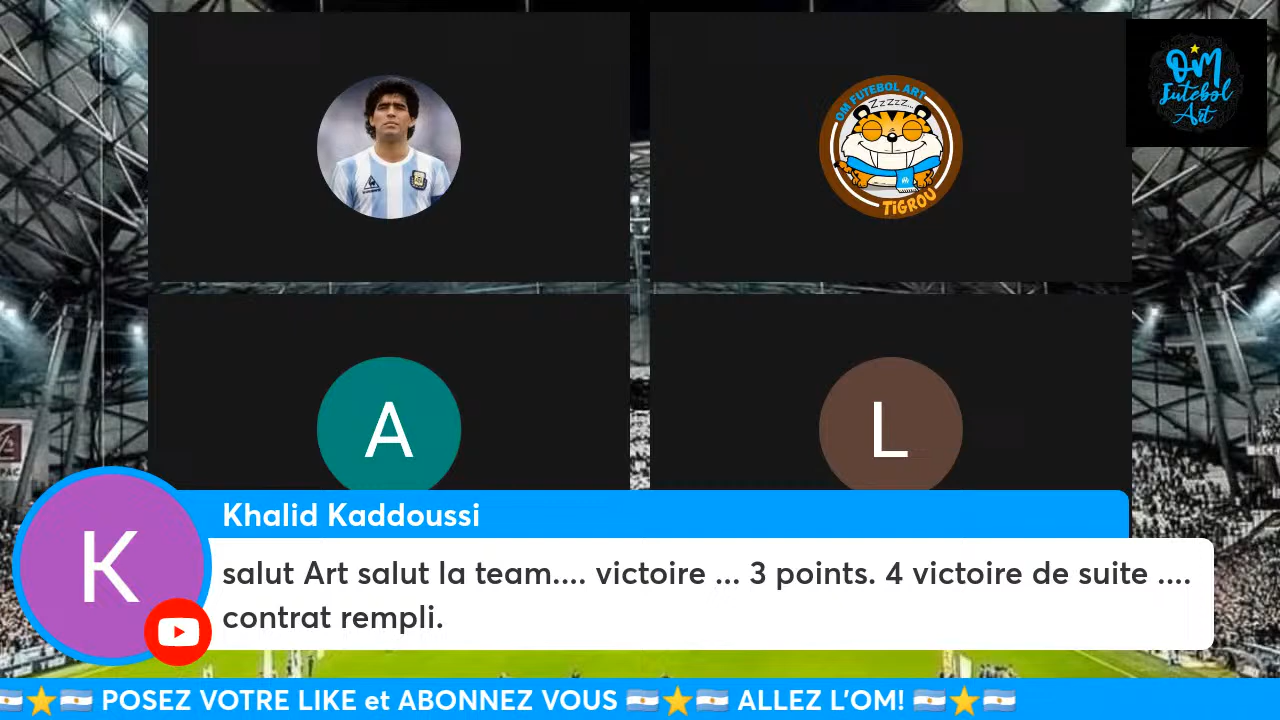 OM
Futebol
Art
OM FUTEBOL ART
Zzzzz...
TiGROU
A
L
PAC
K
Khalid Kaddoussi
salut Art salut la team.... victoire ... 3 points. 4 victoire de suite ....
contrat rempli.
🇦🇷⭐🇦🇷 POSEZ VOTRE LIKE et ABONNEZ VOUS 🇦🇷⭐🇦🇷 ALLEZ L'OM! 🇦🇷⭐🇦🇷